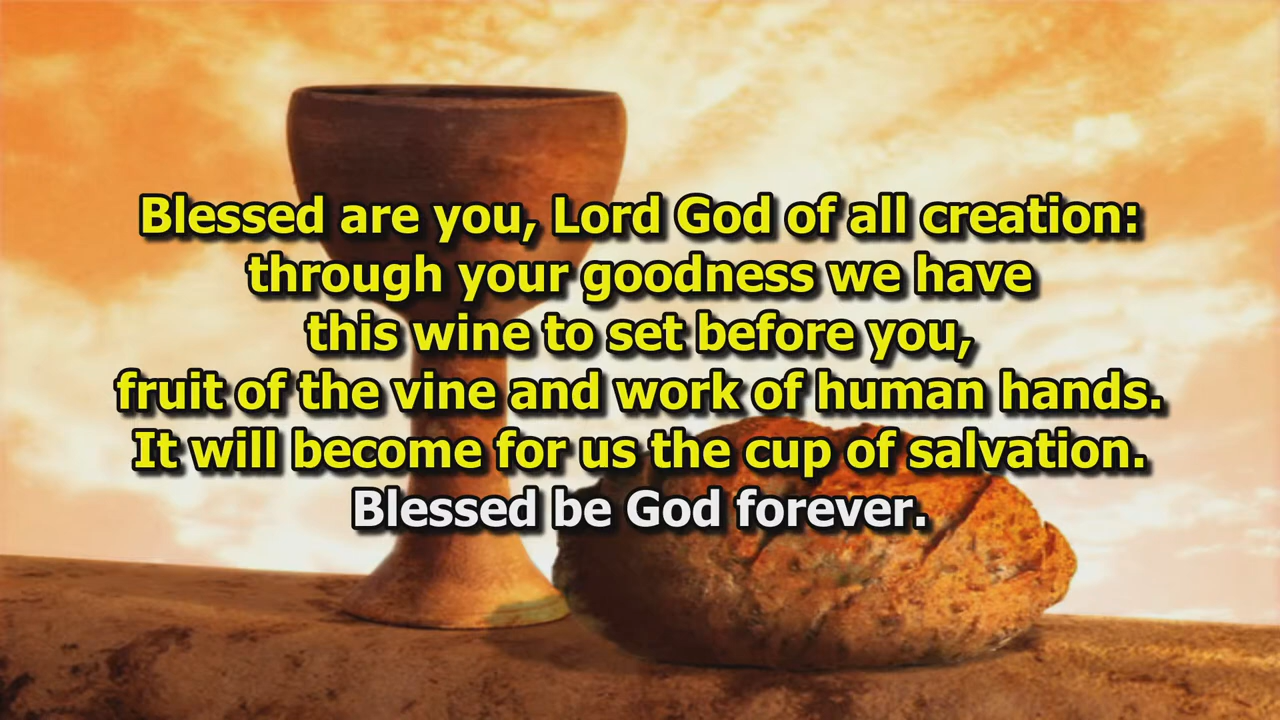 Blessed are you, Lord God of all creation:
through your goodness we have
this wine to set before you,
fruit of the vine and work of human hands.
It will become for us the cup of salvation.
Blessed be God forever.